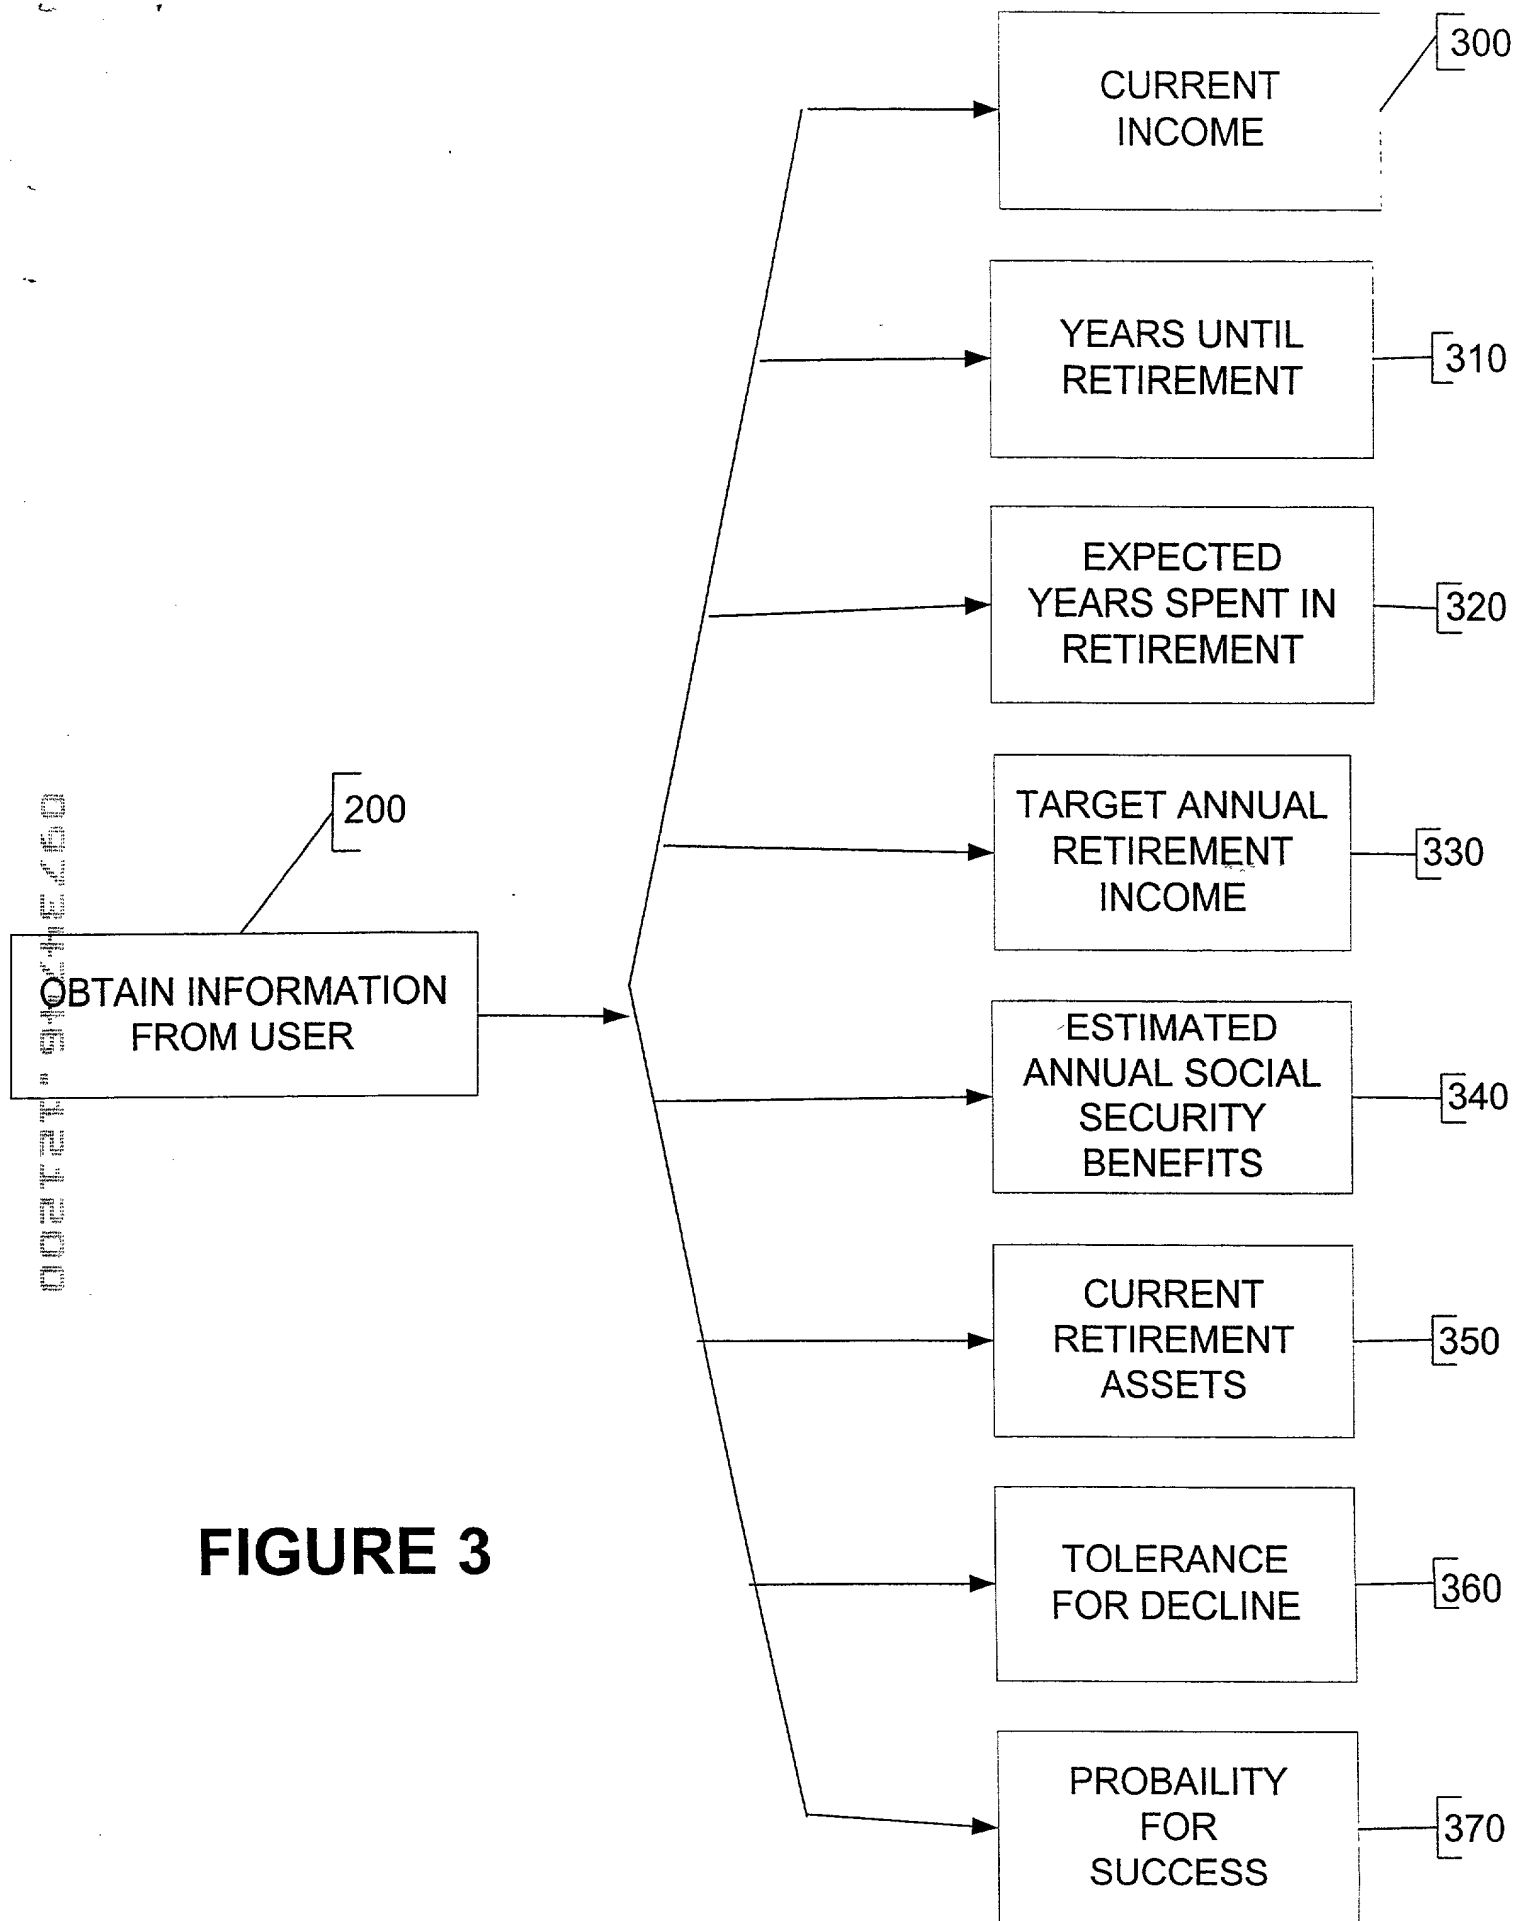 CURRENT
INCOME
300
YEARS UNTIL
RETIREMENT
310
EXPECTED
YEARS SPENT IN
RETIREMENT
320
TARGET ANNUAL
RETIREMENT
INCOME
330
200
OBTAIN INFORMATION
FROM USER
ESTIMATED
ANNUAL SOCIAL
SECURITY
BENEFITS
340
CURRENT
RETIREMENT
ASSETS
350
TOLERANCE
FOR DECLINE
360
PROBAILITY
FOR
SUCCESS
370
FIGURE 3